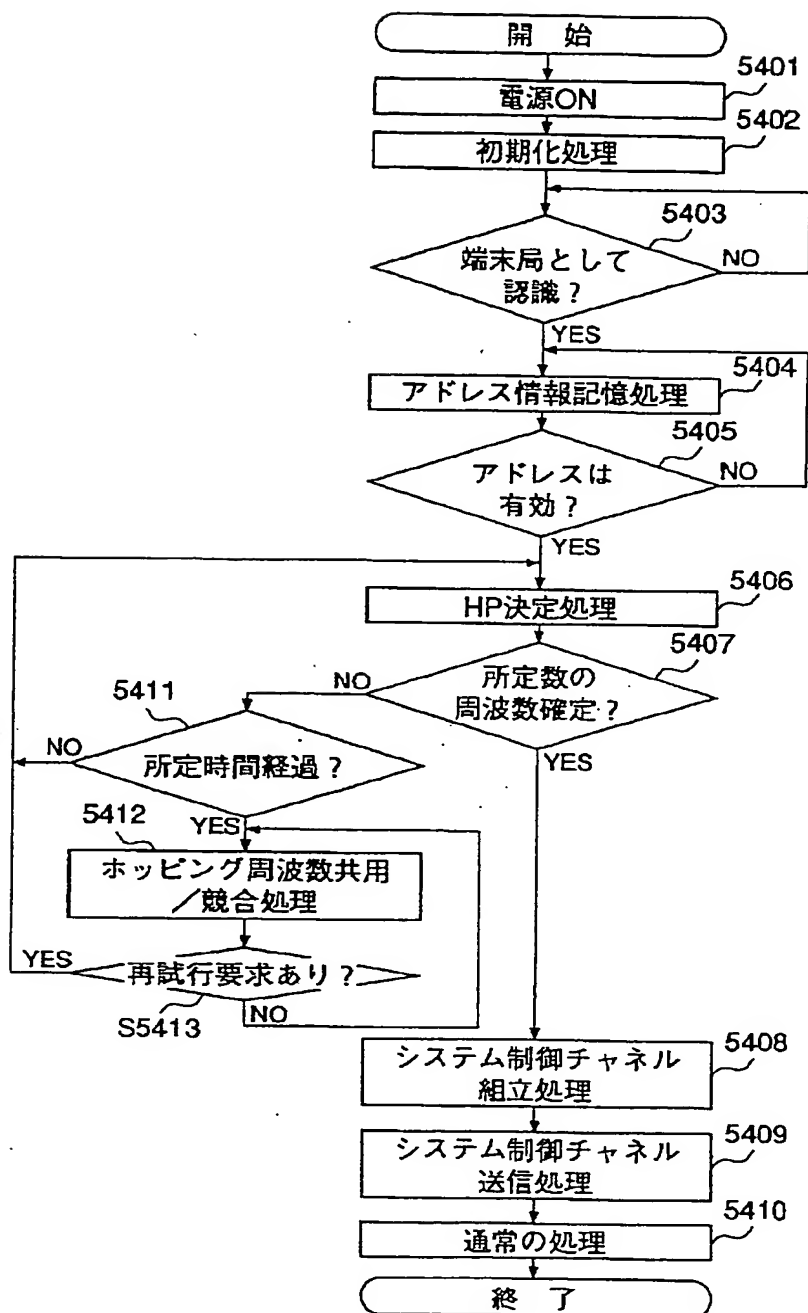 開 始
5401
電源ON
5402
初期化処理
5403
端末局として
認識？
NO
YES
5404
アドレス情報記憶処理
5405
アドレスは
有効？
NO
YES
5406
HP決定処理
5407
所定数の
周波数確定？
NO
YES
5411
所定時間経過？
NO
YES
5412
ホッピング周波数共用
／競合処理
再試行要求あり？
YES
NO
S5413
5408
システム制御チャネル
組立処理
5409
システム制御チャネル
送信処理
5410
通常の処理
終 了